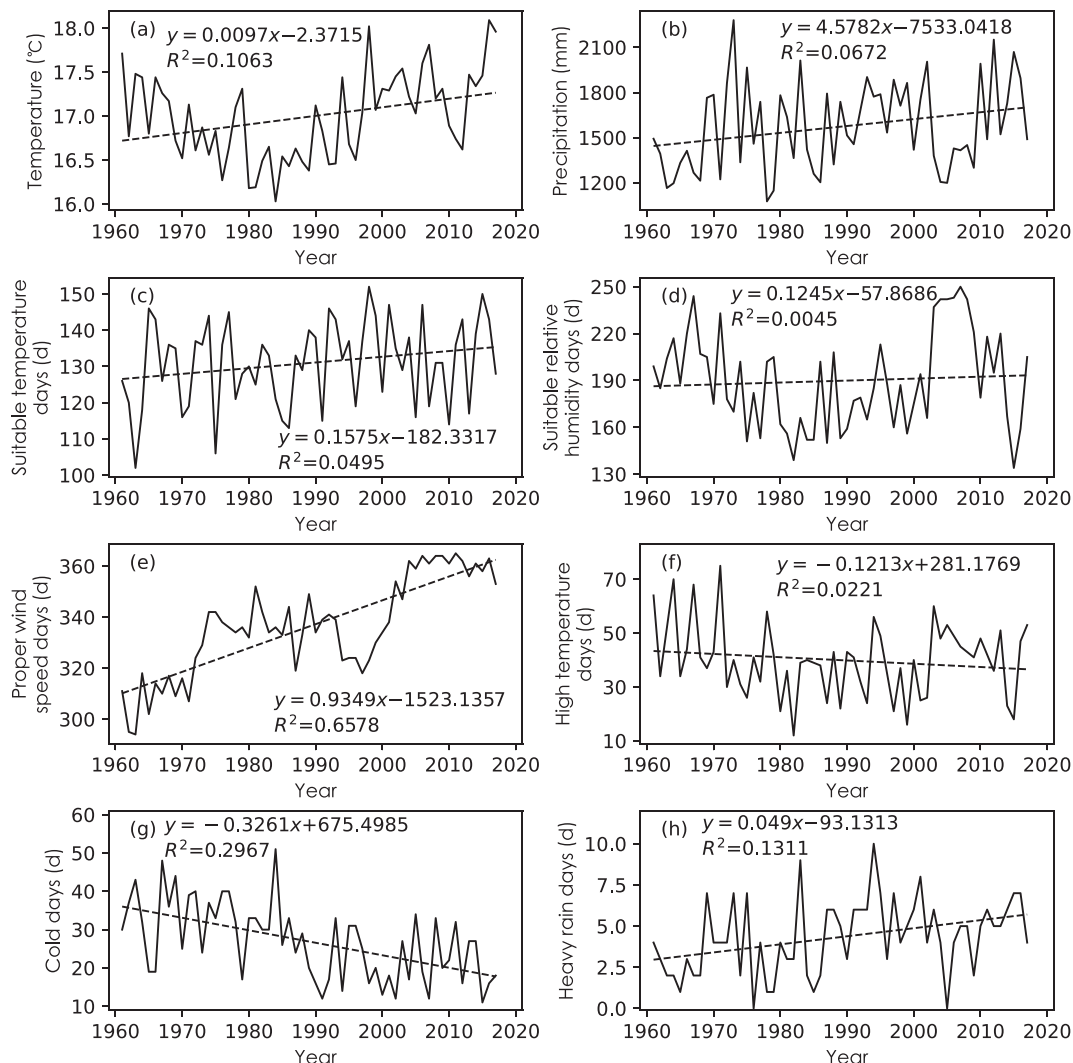 (a)
y = 0.0097x−2.3715
R²=0.1063
18.0
17.5
17.0
16.5
16.0
Temperature (℃)
1960 1970 1980 1990 2000 2010 2020
Year
(b)
y = 4.5782x−7533.0418
R²=0.0672
2100
1800
1500
1200
Precipitation (mm)
1960 1970 1980 1990 2000 2010 2020
Year
(c)
150
140
130
120
110
100
Suitable temperature
days (d)
y = 0.1575x−182.3317
R²=0.0495
1960 1970 1980 1990 2000 2010 2020
Year
(d)
y = 0.1245x−57.8686
R²=0.0045
250
220
190
160
130
Suitable relative
humidity days (d)
1960 1970 1980 1990 2000 2010 2020
Year
(e)
360
340
320
300
Proper wind
speed days (d)
y = 0.9349x−1523.1357
R²=0.6578
1960 1970 1980 1990 2000 2010 2020
Year
(f)
y = −0.1213x+281.1769
R²=0.0221
70
50
30
10
High temperature
days (d)
1960 1970 1980 1990 2000 2010 2020
Year
(g)
y = −0.3261x+675.4985
R²=0.2967
60
50
40
30
20
10
Cold days (d)
1960 1970 1980 1990 2000 2010 2020
Year
(h)
y = 0.049x−93.1313
R²=0.1311
10.0
7.5
5.0
2.5
0.0
Heavy rain days (d)
1960 1970 1980 1990 2000 2010 2020
Year